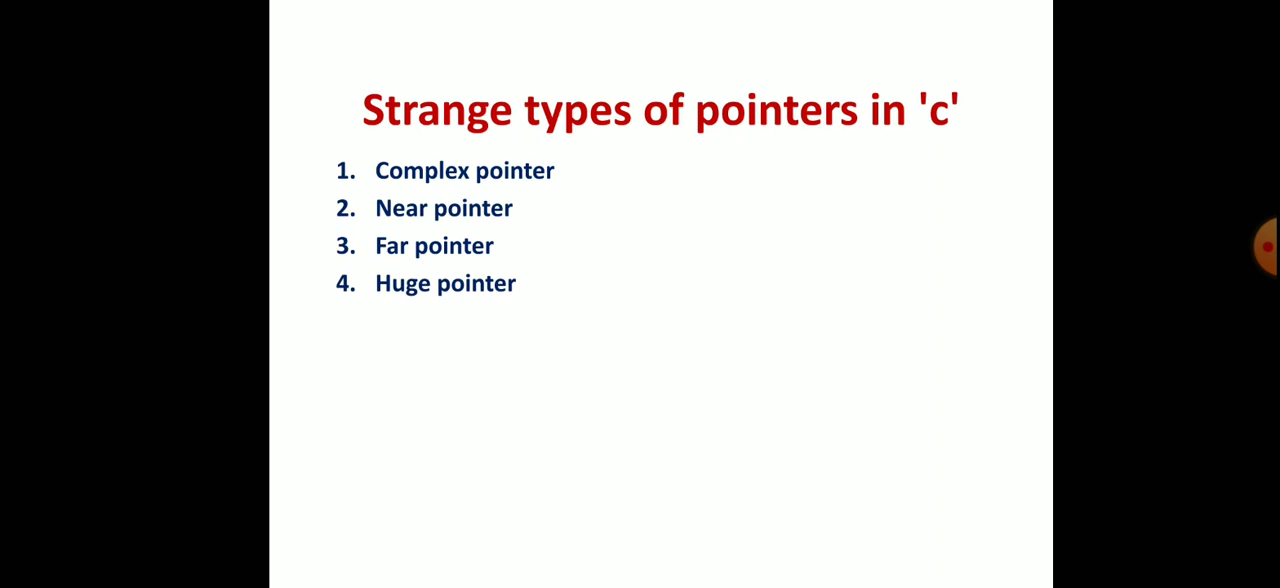 Strange types of pointers in 'c'
1. Complex pointer
2. Near pointer
3. Far pointer
4. Huge pointer